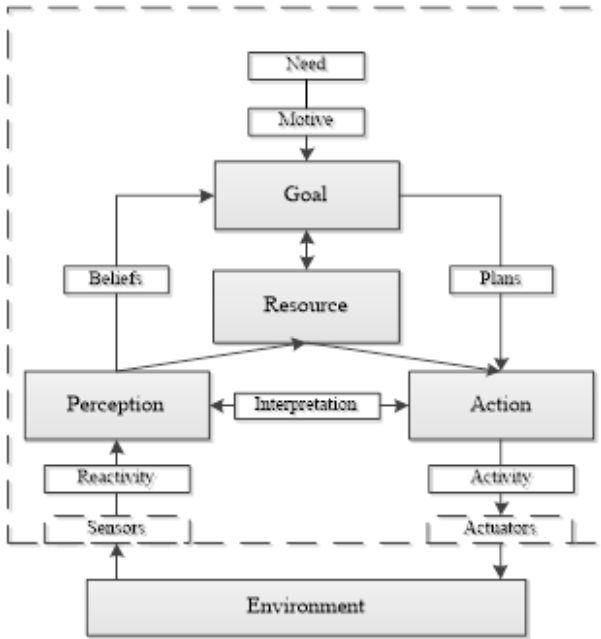 Need
Motive
Goal
Beliefs
Plans
Resource
Perception
Interpretation
Action
Reactivity
Activity
Sensors
Actuators
Environment